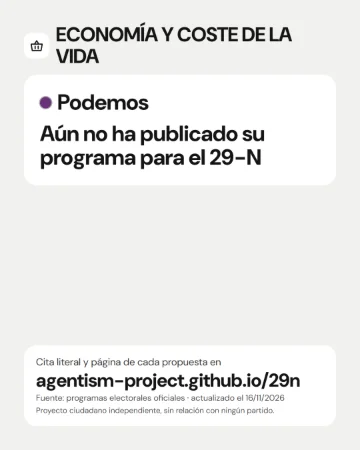 ECONOMÍA Y COSTE DE LA
VIDA
Podemos
Aún no ha publicado su
programa para el 29-N
Cita literal y página de cada propuesta en
agentism-project.github.io/29n
Fuente: programas electorales oficiales · actualizado el 16/11/2026
Proyecto ciudadano independiente, sin relación con ningún partido.